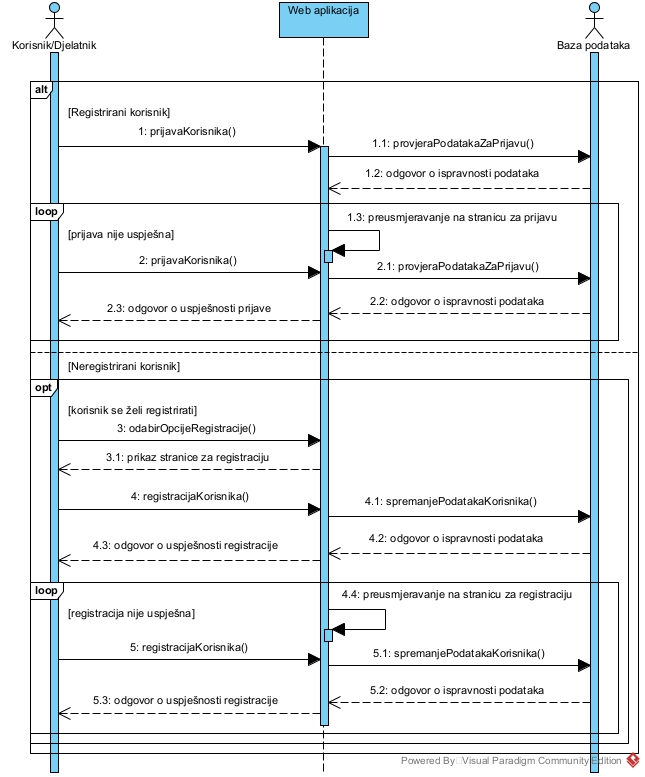 Web aplikacija
Korisnik/Djelatnik
Baza podataka
alt
[Registrirani korisnik]
1: prijavaKorisnika()
1.1: provjeraPodatakaZaPrijavu()
1.2: odgovor o ispravnosti podataka
loop
1.3: preusmjeravanje na stranicu za prijavu
[prijava nije uspješna]
2: prijavaKorisnika()
2.1: provjeraPodatakaZaPrijavu()
2.2: odgovor o ispravnosti podataka
2.3: odgovor o uspješnosti prijave
[Neregistrirani korisnik]
opt
[korisnik se želi registrirati]
3: odabirOpcijeRegistracije()
3.1: prikaz stranice za registraciju
4: registracijaKorisnika()
4.1: spremanjePodatakaKorisnika()
4.2: odgovor o ispravnosti podataka
4.3: odgovor o uspješnosti registracije
loop
4.4: preusmjeravanje na stranicu za registraciju
[registracija nije uspješna]
5: registracijaKorisnika()
5.1: spremanjePodatakaKorisnika()
5.2: odgovor o ispravnosti podataka
5.3: odgovor o uspješnosti registracije
Powered By Visual Paradigm Community Edition